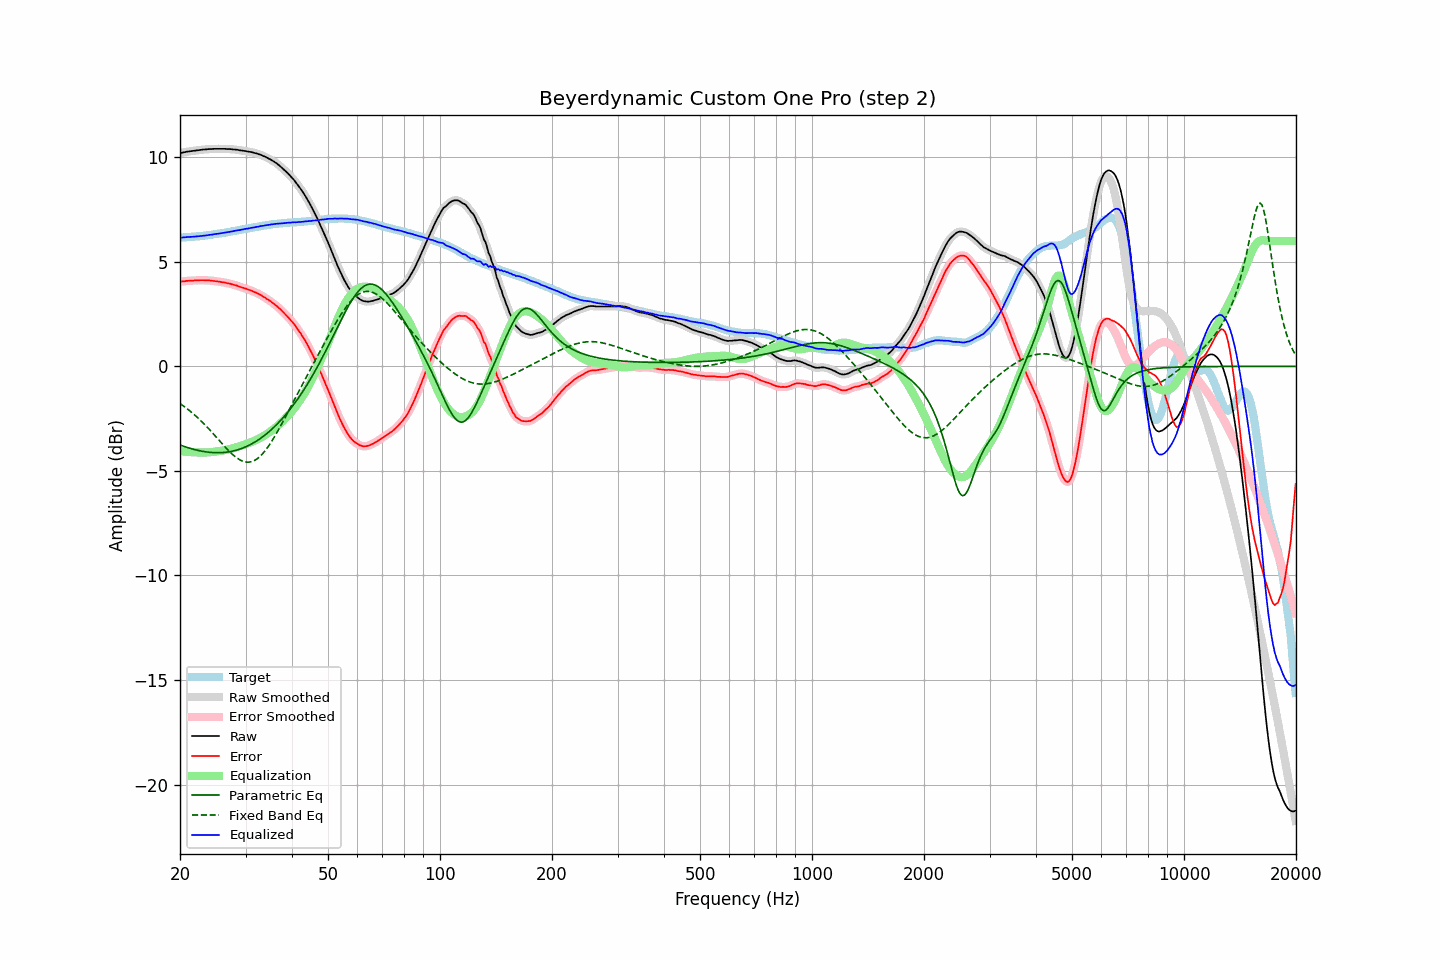 Beyerdynamic Custom One Pro (step 2)
Amplitude (dBr)
10
5
0
−5
−10
−15
−20
Target
Raw Smoothed
Error Smoothed
Raw
Error
Equalization
Parametric Eq
Fixed Band Eq
Equalized
20 50 100 200 500 1000 2000 5000 10000 20000
Frequency (Hz)